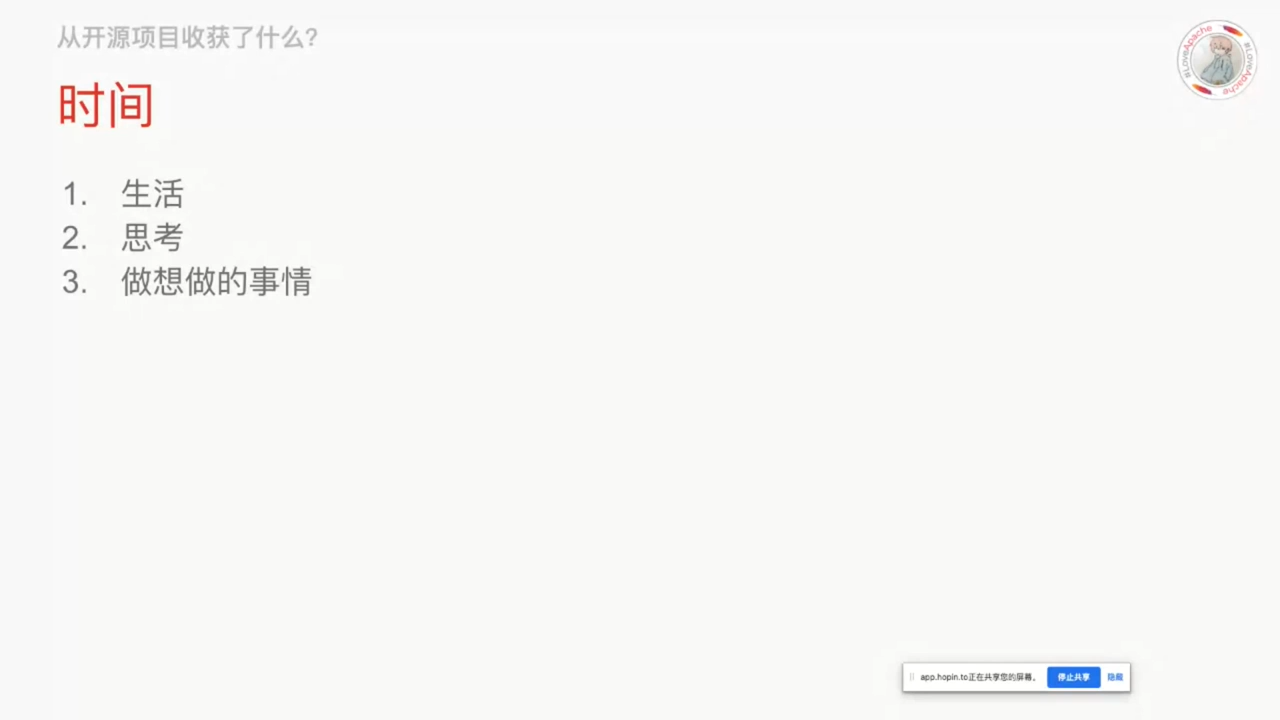 从开源项目收获了什么?
时间
1. 生活
2. 思考
3. 做想做的事情
#LoveApache
#LoveApache
app.hopin.to正在共享您的屏幕。 停止共享 隐藏